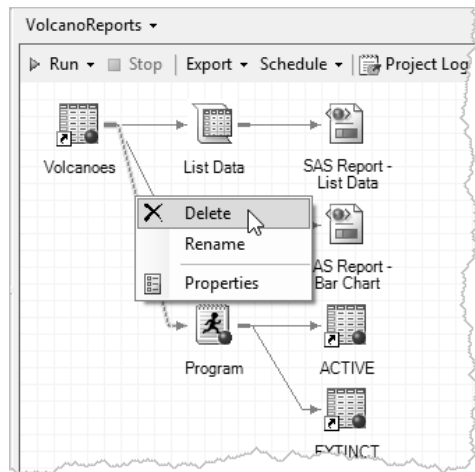 VolcanoReports
Run Stop Export Schedule Project Log
Volcanoes
List Data
SAS Report -
List Data
Delete
Rename
Properties
AS Report -
Bar Chart
Program
ACTIVE
EXTINCT